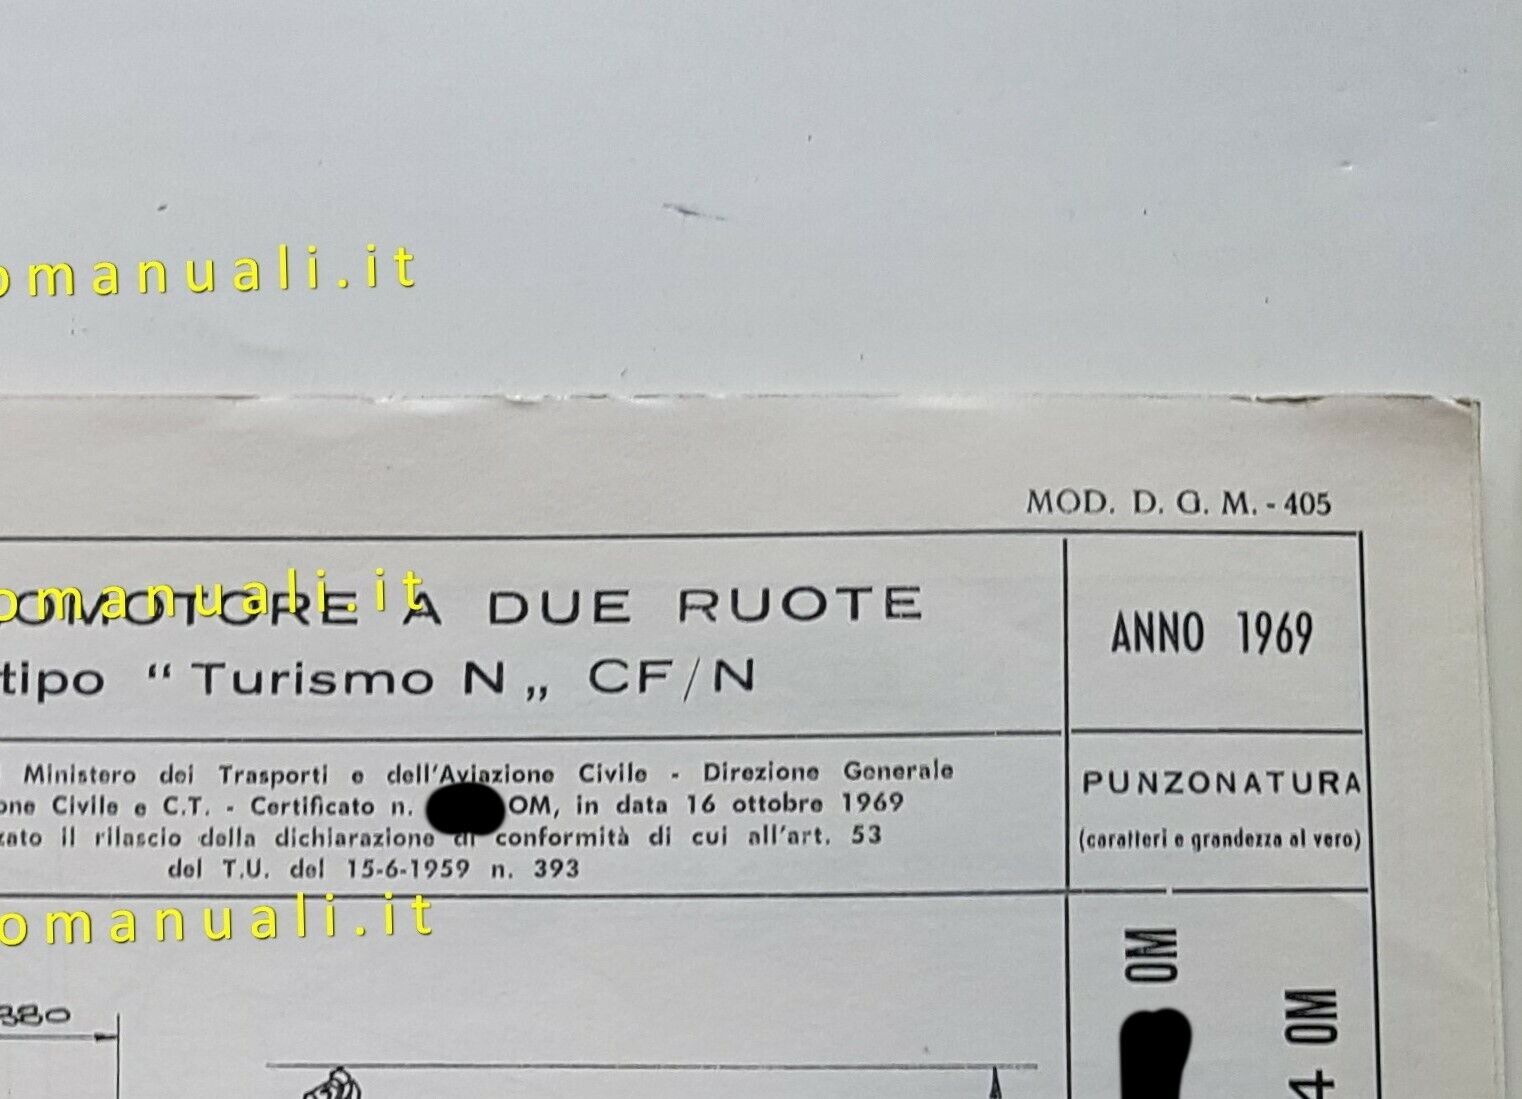 omanuali.it
MOD. D. G. M. - 405
OMOTORE A DUE RUOTE
omanuali.it
tipo “ Turismo N „ CF/N
ANNO 1969
Ministero dei Trasporti e dell'Aviazione Civile - Direzione Generale
one Civile e C.T. - Certificato n. OM, in data 16 ottobre 1969
zato il rilascio della dichiarazione di conformità di cui all'art. 53
del T.U. del 15-6-1959 n. 393
PUNZONATURA
(caratteri e grandezza al vero)
omanuali.it
OM
4 OM
380